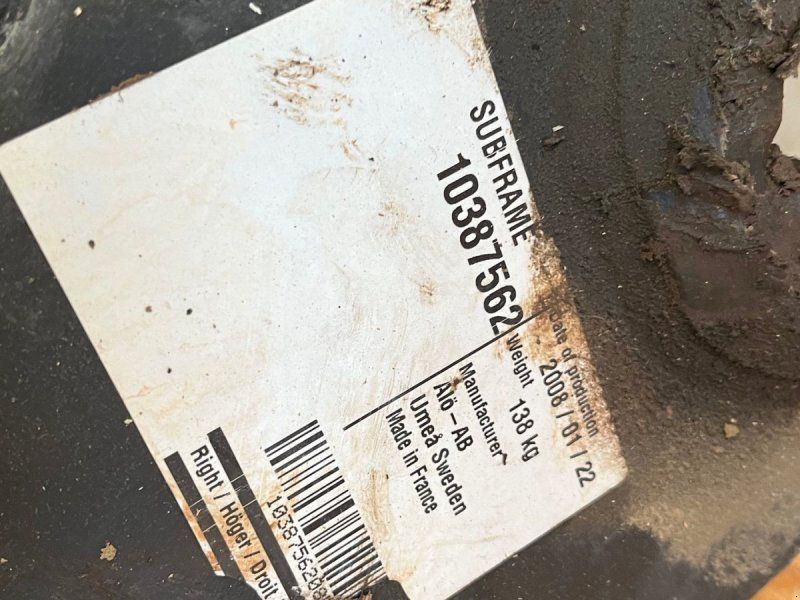 SUBFRAME
10387562
Date of production
2008 / 01 / 22
Weight 138 kg
Manufacturer
Ålö – AB
Umeå Sweden
Made in France
Right / Höger / Droit